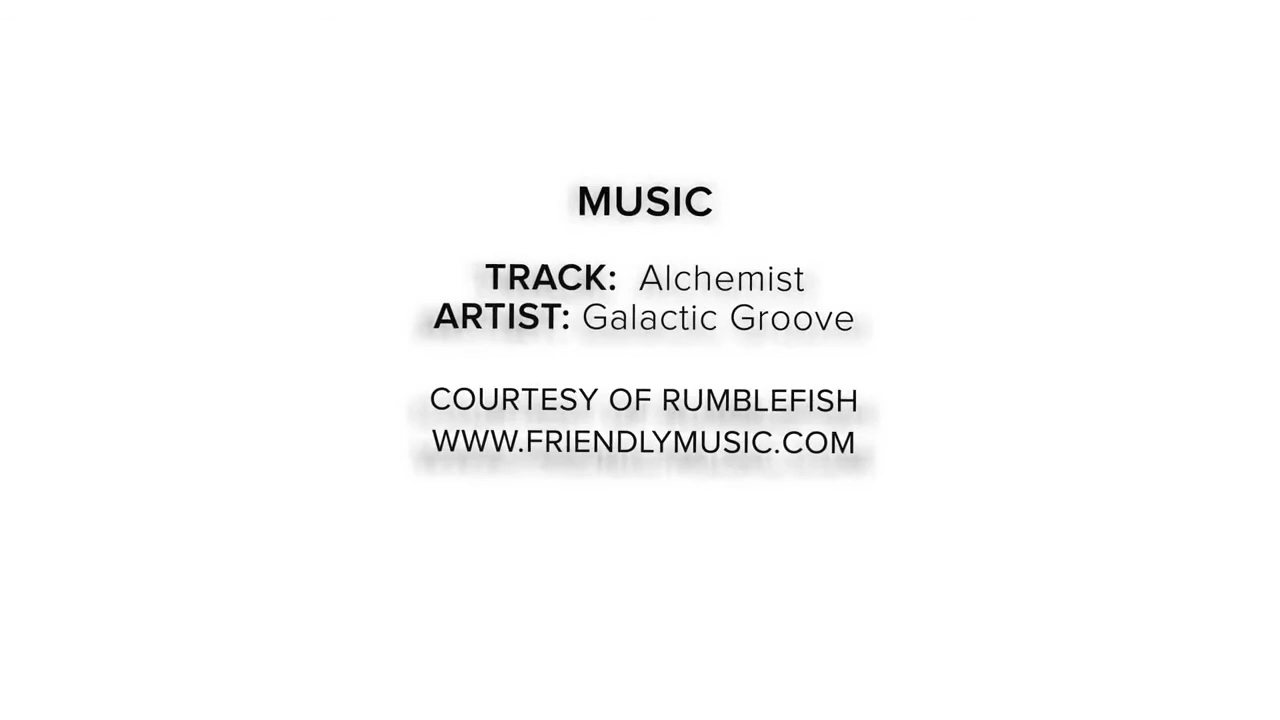 MUSIC
TRACK: Alchemist
ARTIST: Galactic Groove
COURTESY OF RUMBLEFISH
WWW.FRIENDLYMUSIC.COM